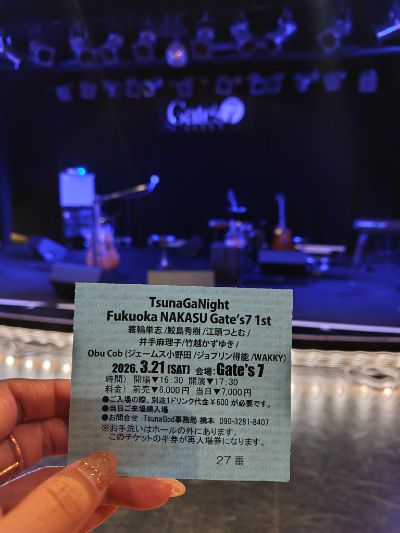 Gate's7
TsunaGaNight
Fukuoka NAKASU Gate's7 1st
蓑輪単志/鮫島秀樹/江頭つとむ/
井手麻理子/竹越かずゆき/
Obu Cob (ジェームス小野田/ジョプリン得能/WAKKY)
2026. 3.21 (SAT) 会場: Gate's 7
時間) 開場▼16:30 開演▼17:30
料金) 前売▼6,000円 当日▼7,000円
●ご入場の際、別途1ドリンク代金¥600が必要です。
●当日ご来場順入場
●お問合せ TsunaGod事務局 橋本 090-3281-8407
※お手洗いはホールの外にあります。
このチケットの半券が再入場券になります。
27番